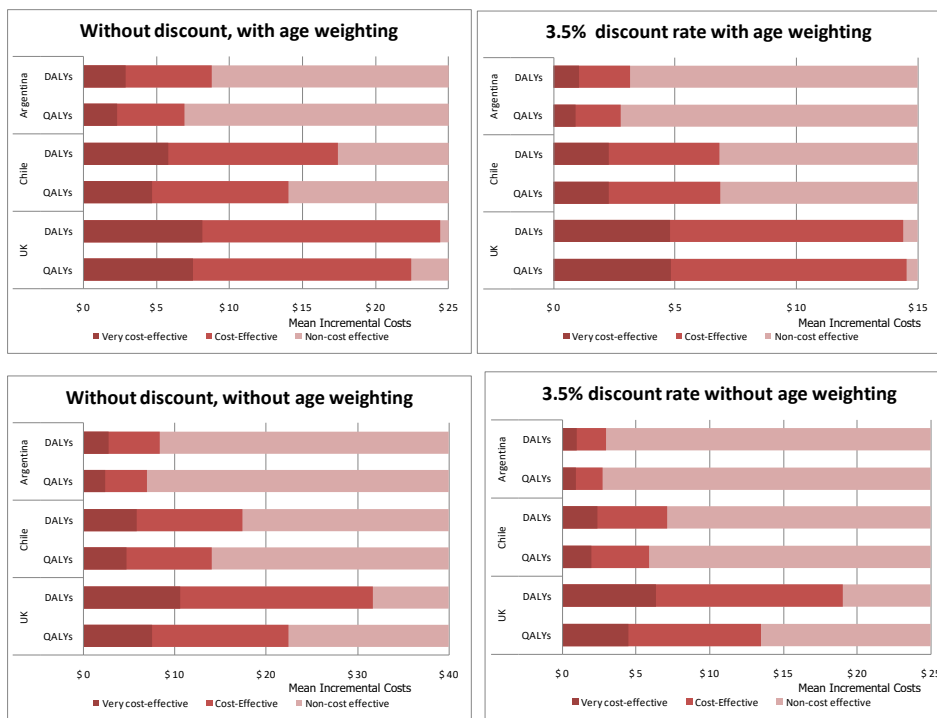 Without discount, with age weighting
Argentina
DALYs
QALYs
Chile
DALYs
QALYs
UK
DALYs
QALYs
$ 0 $ 5 $ 10 $ 15 $ 20 $ 25
Mean Incremental Costs
Very cost-effective Cost-Effective Non-cost effective
3.5% discount rate with age weighting
Argentina
DALYs
QALYs
Chile
DALYs
QALYs
UK
DALYs
QALYs
$ 0 $ 5 $ 10 $ 15
Mean Incremental Costs
Very cost-effective Cost-Effective Non-cost effective
Without discount, without age weighting
Argentina
DALYs
QALYs
Chile
DALYs
QALYs
UK
DALYs
QALYs
$ 0 $ 10 $ 20 $ 30 $ 40
Mean Incremental Costs
Very cost-effective Cost-Effective Non-cost effective
3.5% discount rate without age weighting
Argentina
DALYs
QALYs
Chile
DALYs
QALYs
UK
DALYs
QALYs
$ 0 $ 5 $ 10 $ 15 $ 20 $ 25
Mean Incremental Costs
Very cost-effective Cost-Effective Non-cost effective